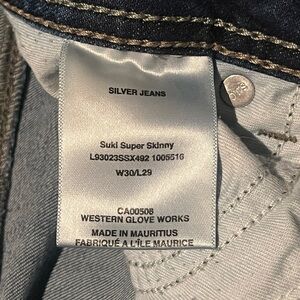 SILVER JEANS
Suki Super Skinny
L93023SSX492 1005516
W30/L29
CA00508
WESTERN GLOVE WORKS
MADE IN MAURITIUS
FABRIQUÉ A L'ÎLE MAURICE